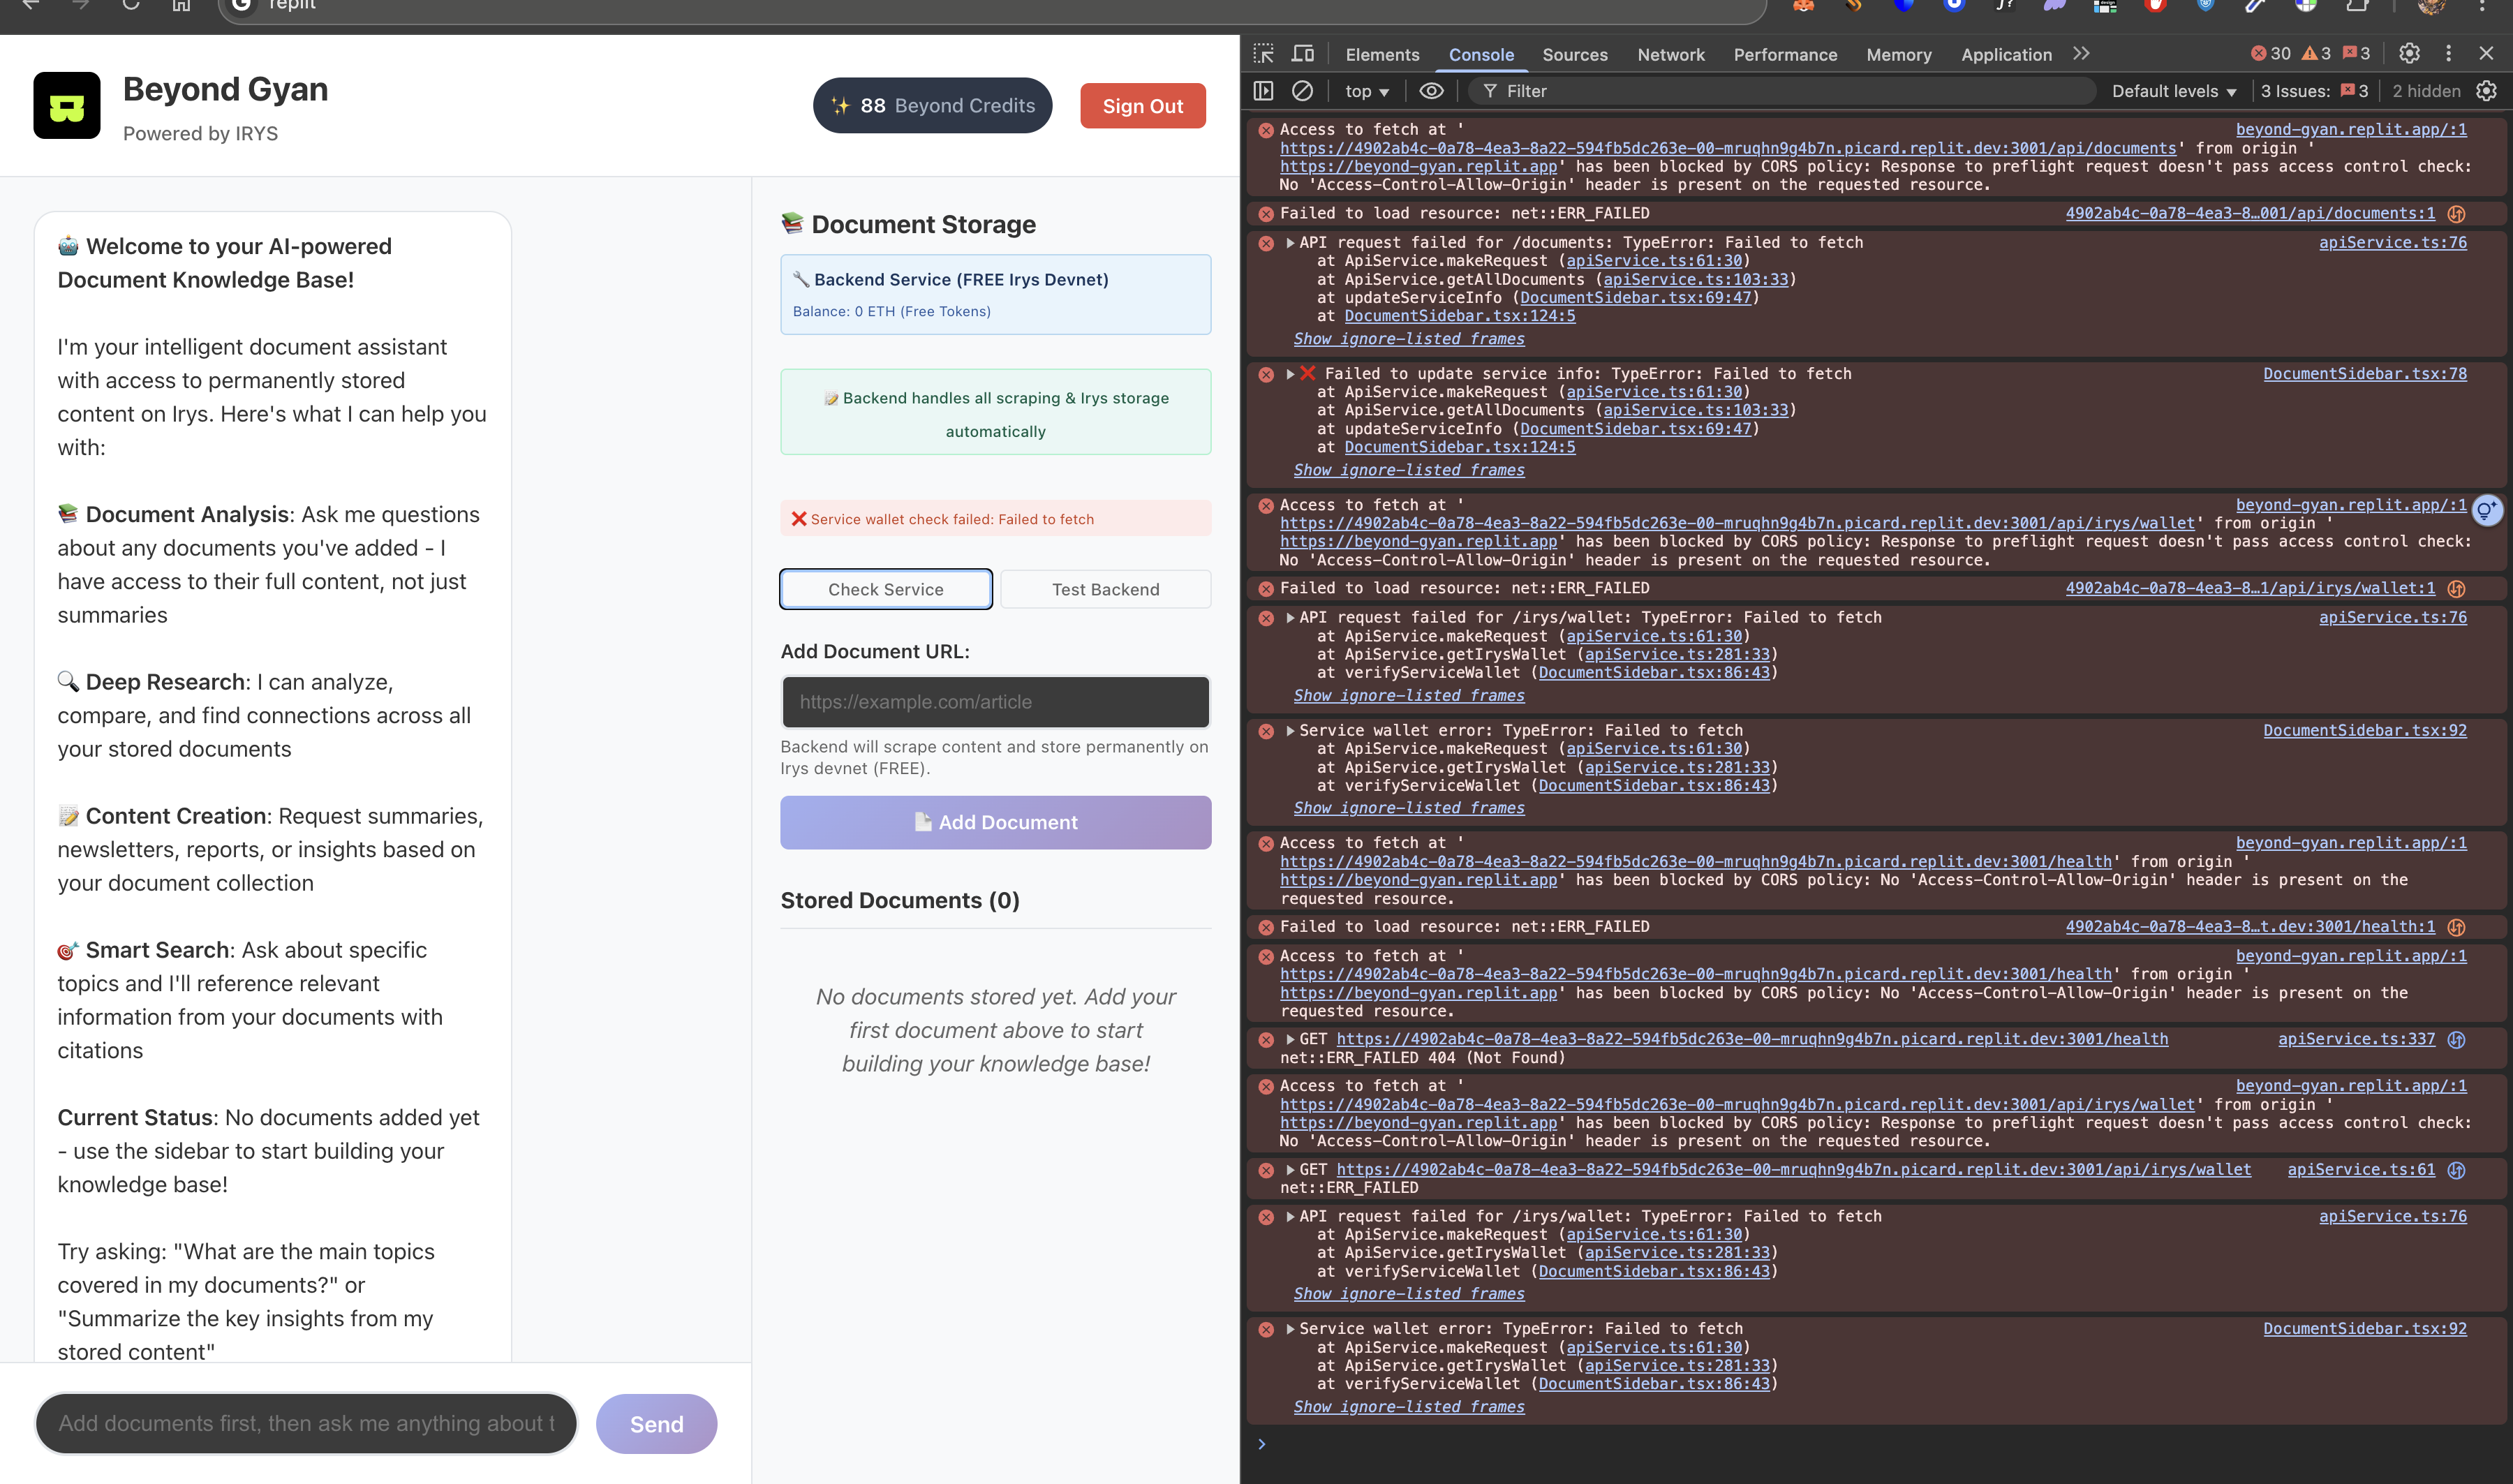 replit
Beyond Gyan
Powered by IRYS
✨ 88 Beyond Credits
Sign Out
🤖 Welcome to your AI-powered
Document Knowledge Base!
I'm your intelligent document assistant
with access to permanently stored
content on Irys. Here's what I can help you
with:
📚 Document Analysis: Ask me questions
about any documents you've added - I
have access to their full content, not just
summaries
🔍 Deep Research: I can analyze,
compare, and find connections across all
your stored documents
📝 Content Creation: Request summaries,
newsletters, reports, or insights based on
your document collection
🎯 Smart Search: Ask about specific
topics and I'll reference relevant
information from your documents with
citations
Current Status: No documents added yet
- use the sidebar to start building your
knowledge base!
Try asking: "What are the main topics
covered in my documents?" or
"Summarize the key insights from my
stored content"
Add documents first, then ask me anything about t
Send
📚 Document Storage
🔧 Backend Service (FREE Irys Devnet)
Balance: 0 ETH (Free Tokens)
📝 Backend handles all scraping & Irys storage
automatically
❌ Service wallet check failed: Failed to fetch
Check Service
Test Backend
Add Document URL:
https://example.com/article
Backend will scrape content and store permanently on
Irys devnet (FREE).
📄 Add Document
Stored Documents (0)
No documents stored yet. Add your
first document above to start
building your knowledge base!
Elements Console Sources Network Performance Memory Application 30 3 3
top Filter Default levels 3 Issues: 3 2 hidden
Access to fetch at ' beyond-gyan.replit.app/:1
https://4902ab4c-0a78-4ea3-8a22-594fb5dc263e-00-mruqhn9g4b7n.picard.replit.dev:3001/api/documents' from origin '
https://beyond-gyan.replit.app' has been blocked by CORS policy: Response to preflight request doesn't pass access control check:
No 'Access-Control-Allow-Origin' header is present on the requested resource.
Failed to load resource: net::ERR_FAILED 4902ab4c-0a78-4ea3-8…001/api/documents:1
API request failed for /documents: TypeError: Failed to fetch apiService.ts:76
at ApiService.makeRequest (apiService.ts:61:30)
at ApiService.getAllDocuments (apiService.ts:103:33)
at updateServiceInfo (DocumentSidebar.tsx:69:47)
at DocumentSidebar.tsx:124:5
Show ignore-listed frames
❌ Failed to update service info: TypeError: Failed to fetch DocumentSidebar.tsx:78
at ApiService.makeRequest (apiService.ts:61:30)
at ApiService.getAllDocuments (apiService.ts:103:33)
at updateServiceInfo (DocumentSidebar.tsx:69:47)
at DocumentSidebar.tsx:124:5
Show ignore-listed frames
Access to fetch at ' beyond-gyan.replit.app/:1
https://4902ab4c-0a78-4ea3-8a22-594fb5dc263e-00-mruqhn9g4b7n.picard.replit.dev:3001/api/irys/wallet' from origin '
https://beyond-gyan.replit.app' has been blocked by CORS policy: Response to preflight request doesn't pass access control check:
No 'Access-Control-Allow-Origin' header is present on the requested resource.
Failed to load resource: net::ERR_FAILED 4902ab4c-0a78-4ea3-8…1/api/irys/wallet:1
API request failed for /irys/wallet: TypeError: Failed to fetch apiService.ts:76
at ApiService.makeRequest (apiService.ts:61:30)
at ApiService.getIrysWallet (apiService.ts:281:33)
at verifyServiceWallet (DocumentSidebar.tsx:86:43)
Show ignore-listed frames
Service wallet error: TypeError: Failed to fetch DocumentSidebar.tsx:92
at ApiService.makeRequest (apiService.ts:61:30)
at ApiService.getIrysWallet (apiService.ts:281:33)
at verifyServiceWallet (DocumentSidebar.tsx:86:43)
Show ignore-listed frames
Access to fetch at ' beyond-gyan.replit.app/:1
https://4902ab4c-0a78-4ea3-8a22-594fb5dc263e-00-mruqhn9g4b7n.picard.replit.dev:3001/health' from origin '
https://beyond-gyan.replit.app' has been blocked by CORS policy: No 'Access-Control-Allow-Origin' header is present on the
requested resource.
Failed to load resource: net::ERR_FAILED 4902ab4c-0a78-4ea3-8…t.dev:3001/health:1
Access to fetch at ' beyond-gyan.replit.app/:1
https://4902ab4c-0a78-4ea3-8a22-594fb5dc263e-00-mruqhn9g4b7n.picard.replit.dev:3001/health' from origin '
https://beyond-gyan.replit.app' has been blocked by CORS policy: No 'Access-Control-Allow-Origin' header is present on the
requested resource.
GET https://4902ab4c-0a78-4ea3-8a22-594fb5dc263e-00-mruqhn9g4b7n.picard.replit.dev:3001/health apiService.ts:337
net::ERR_FAILED 404 (Not Found)
Access to fetch at ' beyond-gyan.replit.app/:1
https://4902ab4c-0a78-4ea3-8a22-594fb5dc263e-00-mruqhn9g4b7n.picard.replit.dev:3001/api/irys/wallet' from origin '
https://beyond-gyan.replit.app' has been blocked by CORS policy: Response to preflight request doesn't pass access control check:
No 'Access-Control-Allow-Origin' header is present on the requested resource.
GET https://4902ab4c-0a78-4ea3-8a22-594fb5dc263e-00-mruqhn9g4b7n.picard.replit.dev:3001/api/irys/wallet apiService.ts:61
net::ERR_FAILED
API request failed for /irys/wallet: TypeError: Failed to fetch apiService.ts:76
at ApiService.makeRequest (apiService.ts:61:30)
at ApiService.getIrysWallet (apiService.ts:281:33)
at verifyServiceWallet (DocumentSidebar.tsx:86:43)
Show ignore-listed frames
Service wallet error: TypeError: Failed to fetch DocumentSidebar.tsx:92
at ApiService.makeRequest (apiService.ts:61:30)
at ApiService.getIrysWallet (apiService.ts:281:33)
at verifyServiceWallet (DocumentSidebar.tsx:86:43)
Show ignore-listed frames